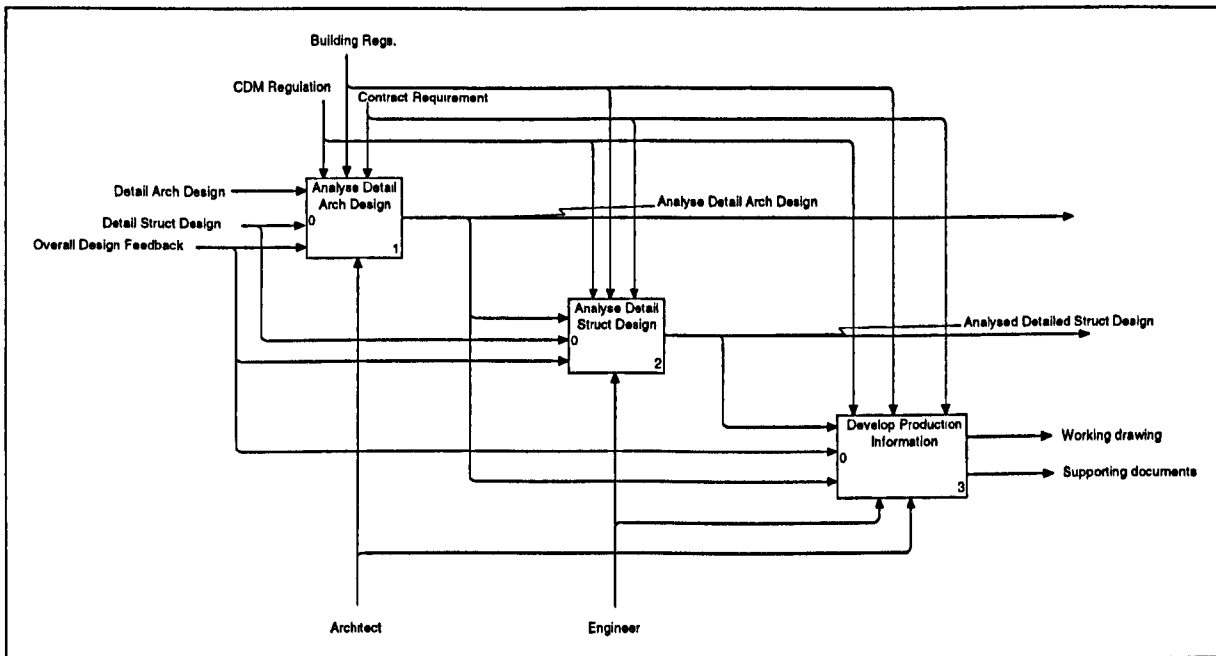 Building Regs.
CDM Regulation
Contract Requirement
Detail Arch Design
Analyse Detail
Arch Design
Analyse Detail Arch Design
Detail Struct Design
0
Overall Design Feedback
1
Analyse Detail
Struct Design
Analysed Detailed Struct Design
0
2
Develop Production
Information
Working drawing
0
Supporting documents
3
Architect
Engineer